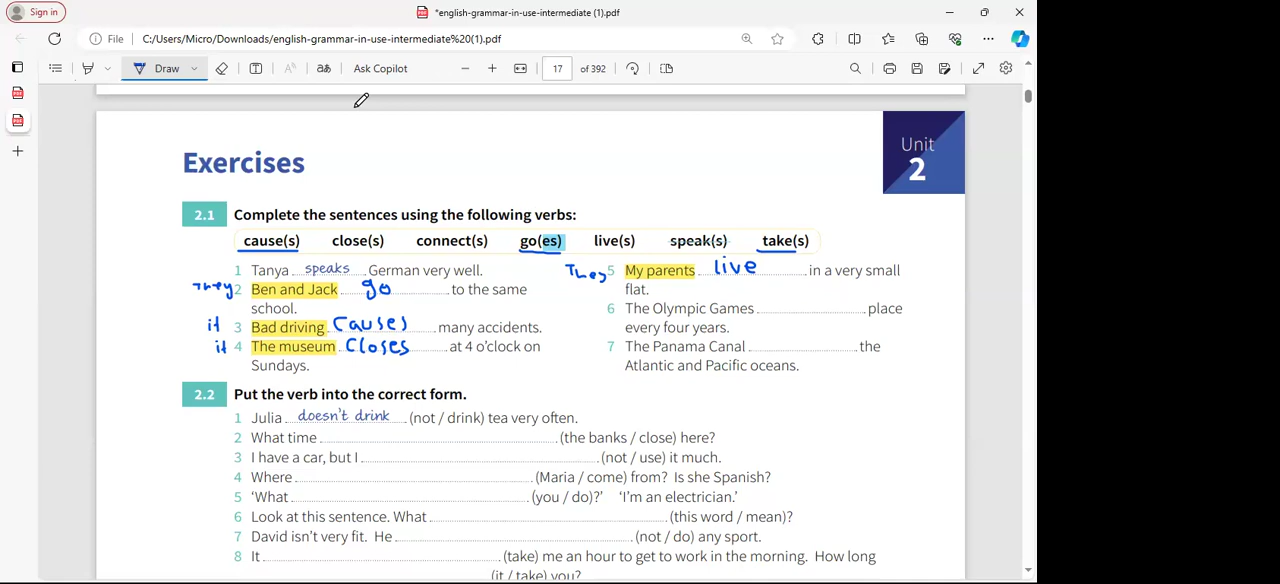 Sign in
*english-grammar-in-use-intermediate (1).pdf
File C:/Users/Micro/Downloads/english-grammar-in-use-intermediate%20(1).pdf
Draw Ask Copilot 17 of 392
Exercises
Unit
2
2.1 Complete the sentences using the following verbs:
cause(s) close(s) connect(s) go(es) live(s) speak(s) take(s)
1 Tanya speaks German very well.
They 2 Ben and Jack go to the same
school.
it 3 Bad driving causes many accidents.
it 4 The museum closes at 4 o'clock on
Sundays.
They 5 My parents live in a very small
flat.
6 The Olympic Games place
every four years.
7 The Panama Canal the
Atlantic and Pacific oceans.
2.2 Put the verb into the correct form.
1 Julia doesn't drink (not / drink) tea very often.
2 What time (the banks / close) here?
3 I have a car, but I (not / use) it much.
4 Where (Maria / come) from? Is she Spanish?
5 'What (you / do)?' 'I'm an electrician.'
6 Look at this sentence. What (this word / mean)?
7 David isn't very fit. He (not / do) any sport.
8 It (take) me an hour to get to work in the morning. How long
(it / take) you?